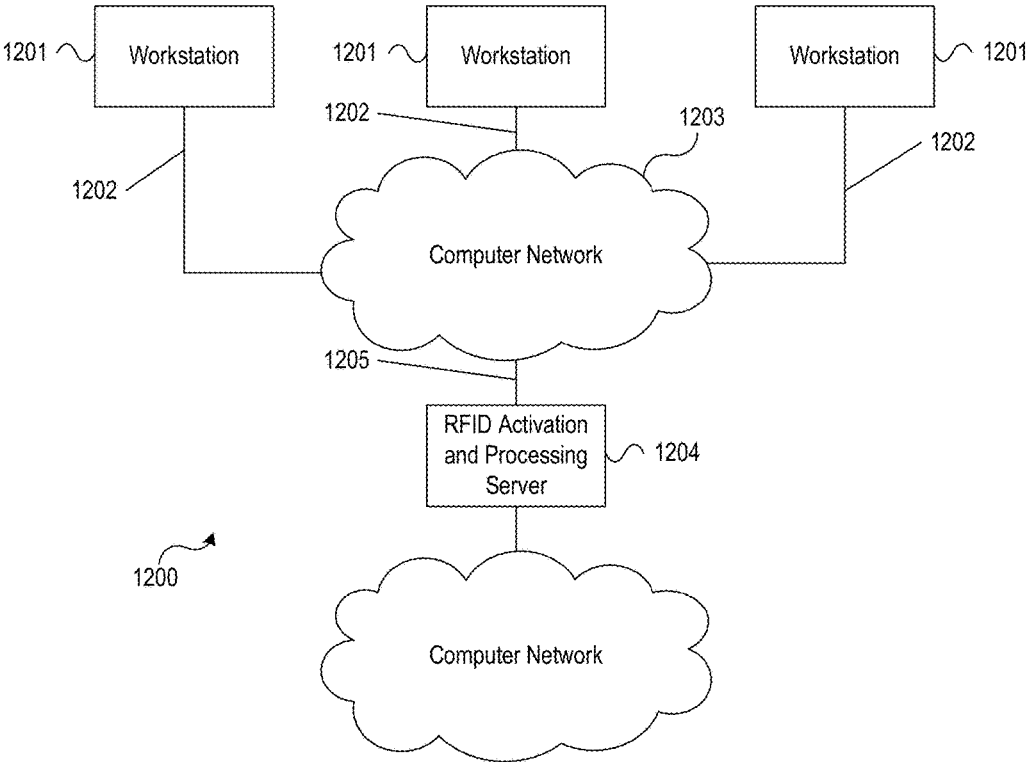 1201
Workstation
1201
Workstation
Workstation
1201
1202
1203
1202
1202
Computer Network
1205
RFID Activation
and Processing
Server
1204
1200
Computer Network